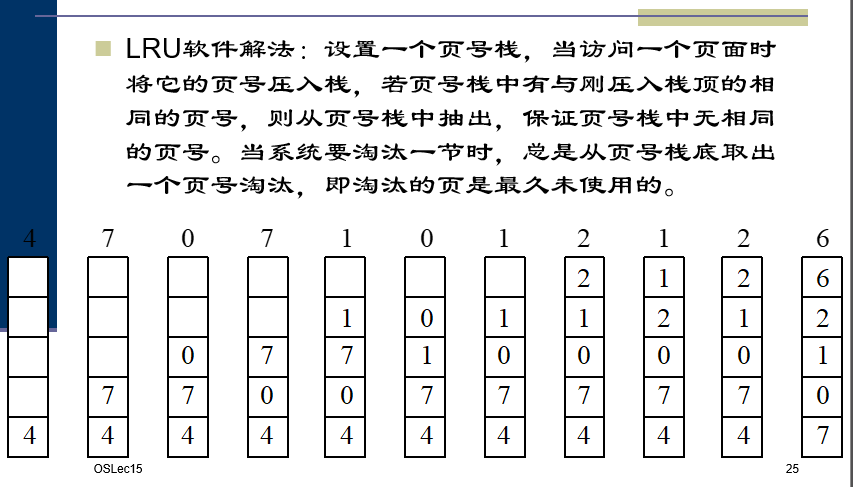 LRU软件解法：设置一个页号栈，当访问一个页面时
将它的页号压入栈，若页号栈中有与刚压入栈顶的相
同的页号，则从页号栈中抽出，保证页号栈中无相同
的页号。当系统要淘汰一节时，总是从页号栈底取出
一个页号淘汰，即淘汰的页是最久未使用的。
4 7 0 7 1 0 1 2 1 2 6
2 1 2 6
1 0 1 1 2 1 2
0 7 7 1 0 0 0 0 1
7 7 0 0 7 7 7 7 7 0
4 4 4 4 4 4 4 4 4 4 7
OSLec15 25